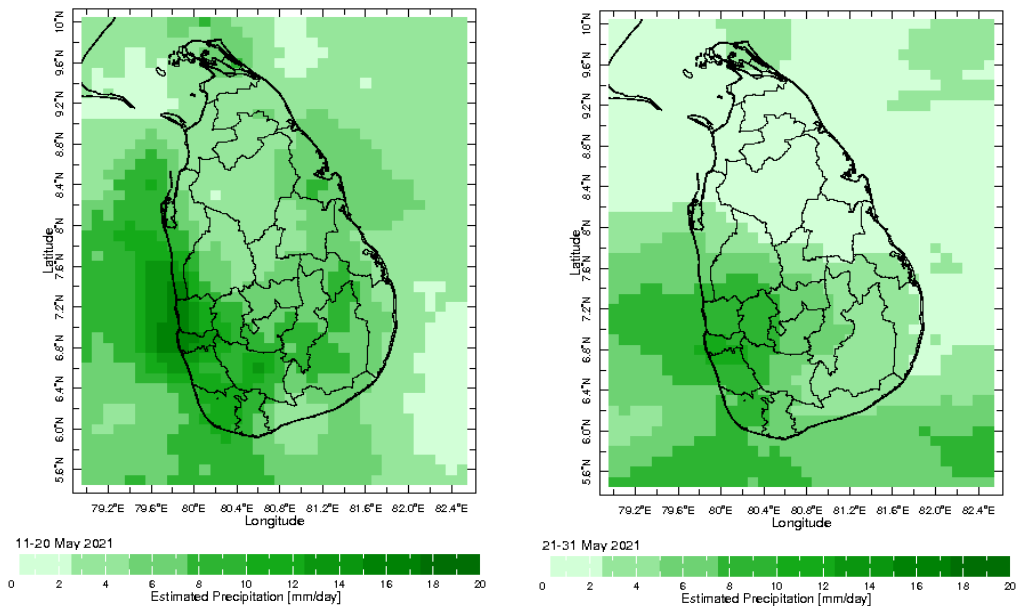 10°N
9.6°N
9.2°N
8.8°N
8.4°N
8°N
7.6°N
7.2°N
6.8°N
6.4°N
6.0°N
5.6°N
Latitude
79.2°E 79.6°E 80°E 80.4°E 80.8°E 81.2°E 81.6°E 82.0°E 82.4°E
Longitude
11-20 May 2021
0 2 4 6 8 10 12 14 16 18 20
Estimated Precipitation [mm/day]
10°N
9.6°N
9.2°N
8.8°N
8.4°N
8°N
7.6°N
7.2°N
6.8°N
6.4°N
6.0°N
5.6°N
Latitude
79.2°E 79.6°E 80°E 80.4°E 80.8°E 81.2°E 81.6°E 82.0°E 82.4°E
Longitude
21-31 May 2021
0 2 4 6 8 10 12 14 16 18 20
Estimated Precipitation [mm/day]